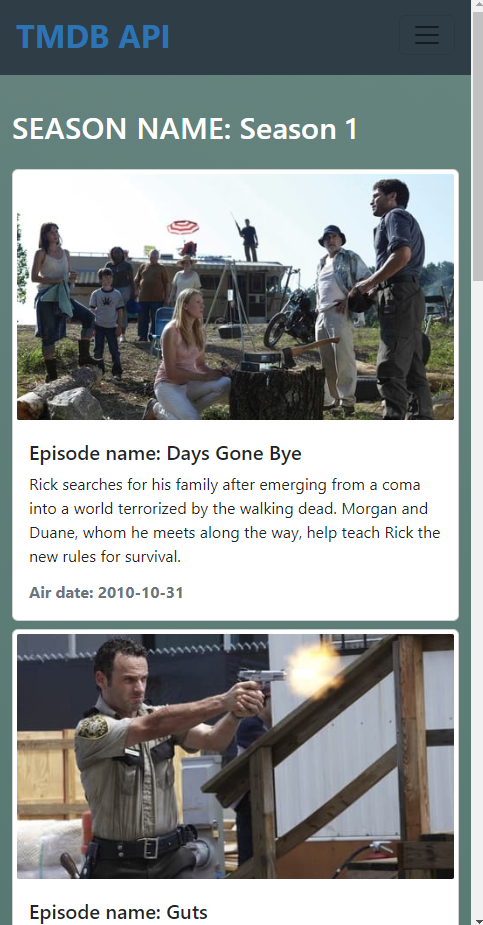 TMDB API
SEASON NAME: Season 1
Episode name: Days Gone Bye
Rick searches for his family after emerging from a coma
into a world terrorized by the walking dead. Morgan and
Duane, whom he meets along the way, help teach Rick the
new rules for survival.
Air date: 2010-10-31
Episode name: Guts